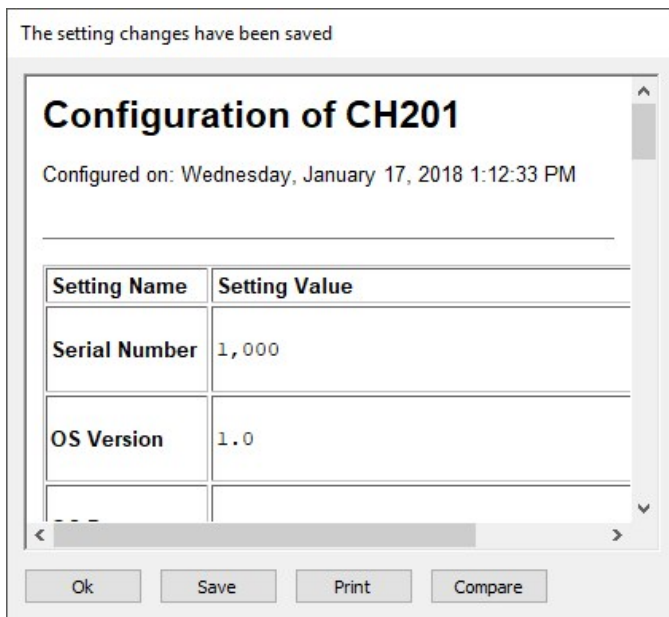 The setting changes have been saved
Configuration of CH201
Configured on: Wednesday, January 17, 2018 1:12:33 PM
Setting Name Setting Value
Serial Number 1,000
OS Version 1.0
Ok Save Print Compare